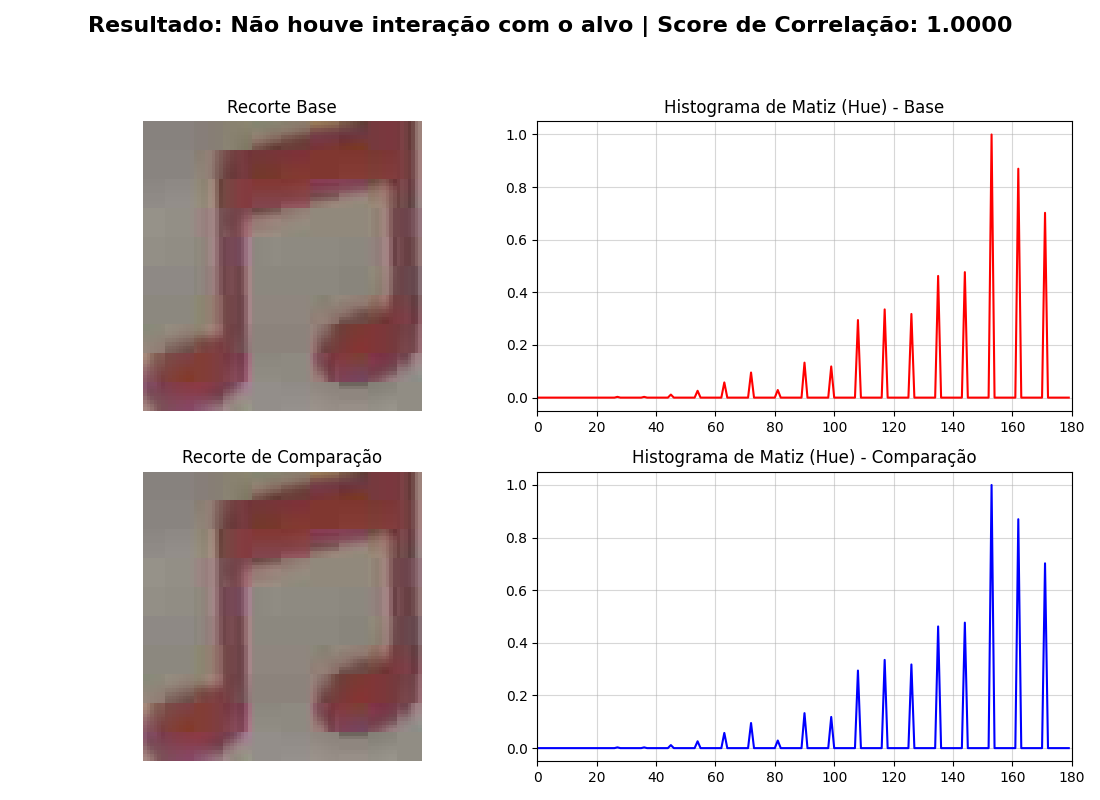 Resultado: Não houve interação com o alvo | Score de Correlação: 1.0000
Recorte Base
Histograma de Matiz (Hue) - Base
1.0
0.8
0.6
0.4
0.2
0.0
0 20 40 60 80 100 120 140 160 180
Recorte de Comparação
Histograma de Matiz (Hue) - Comparação
1.0
0.8
0.6
0.4
0.2
0.0
0 20 40 60 80 100 120 140 160 180